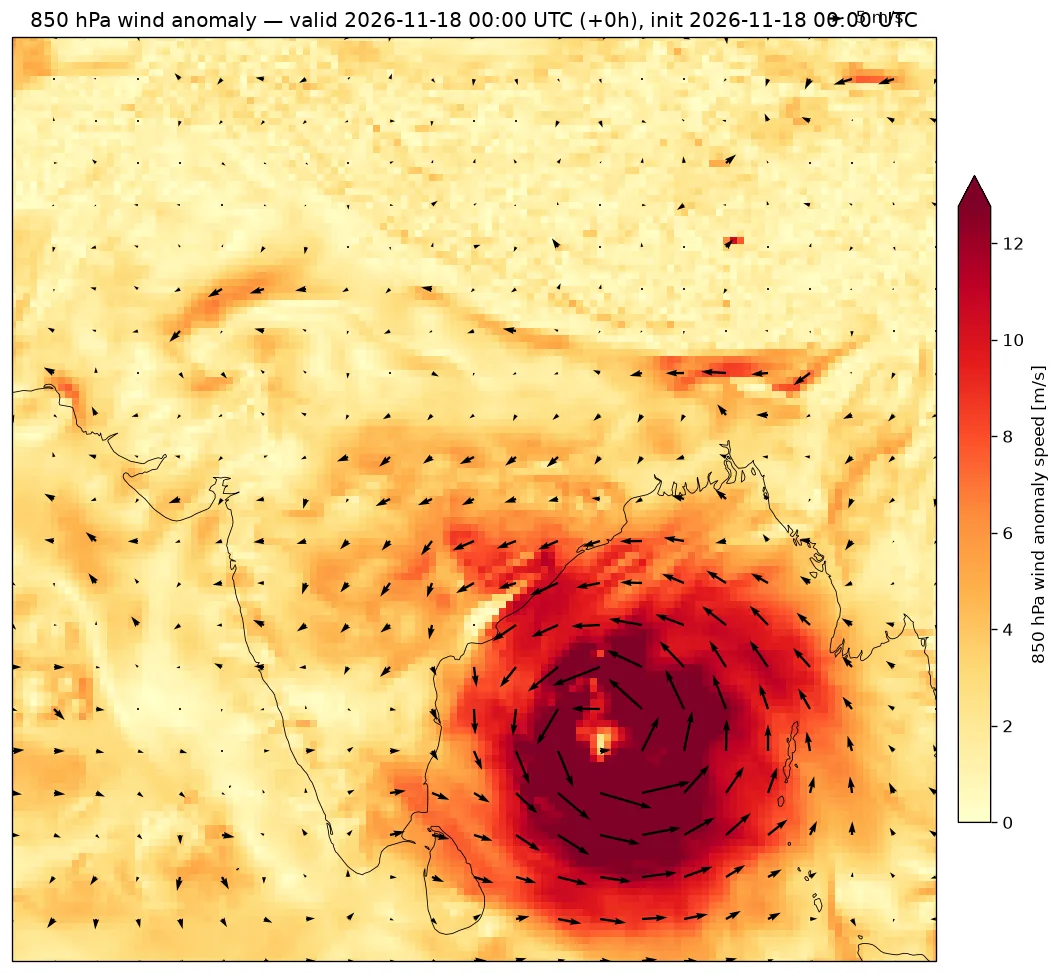 850 hPa wind anomaly — valid 2026-11-18 00:00 UTC (+0h), init 2026-11-18 00:00 UTC
5 m/s
12
10
8
6
4
2
0
850 hPa wind anomaly speed [m/s]